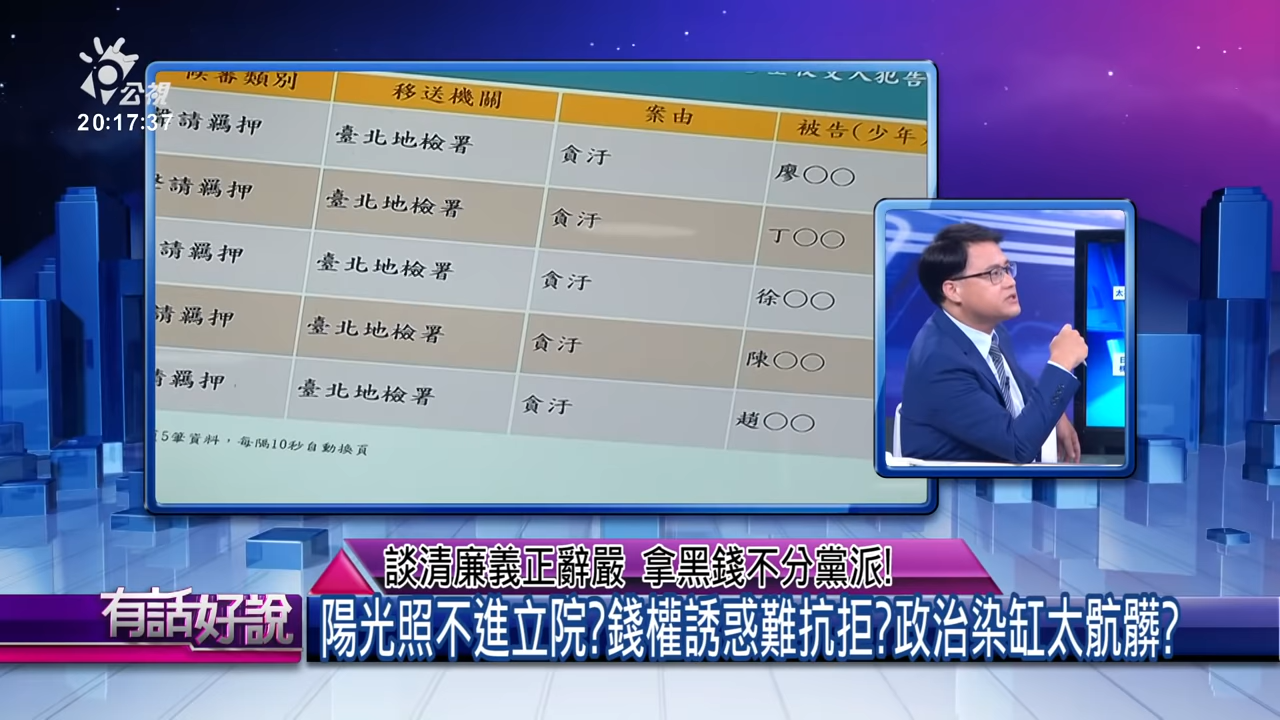 公視
20:17:37
候審類別 移送機關 案由 被告(少年)
聲請羈押 臺北地檢署 貪汙 廖○○
聲請羈押 臺北地檢署 貪汙 丁○○
請羈押 臺北地檢署 貪汙 徐○○
請羈押 臺北地檢署 貪汙 陳○○
請羈押 臺北地檢署 貪汙 趙○○
5筆資料，每隔10秒自動換頁
談清廉義正辭嚴 拿黑錢不分黨派!
有話好說
陽光照不進立院?錢權誘惑難抗拒?政治染缸太骯髒?